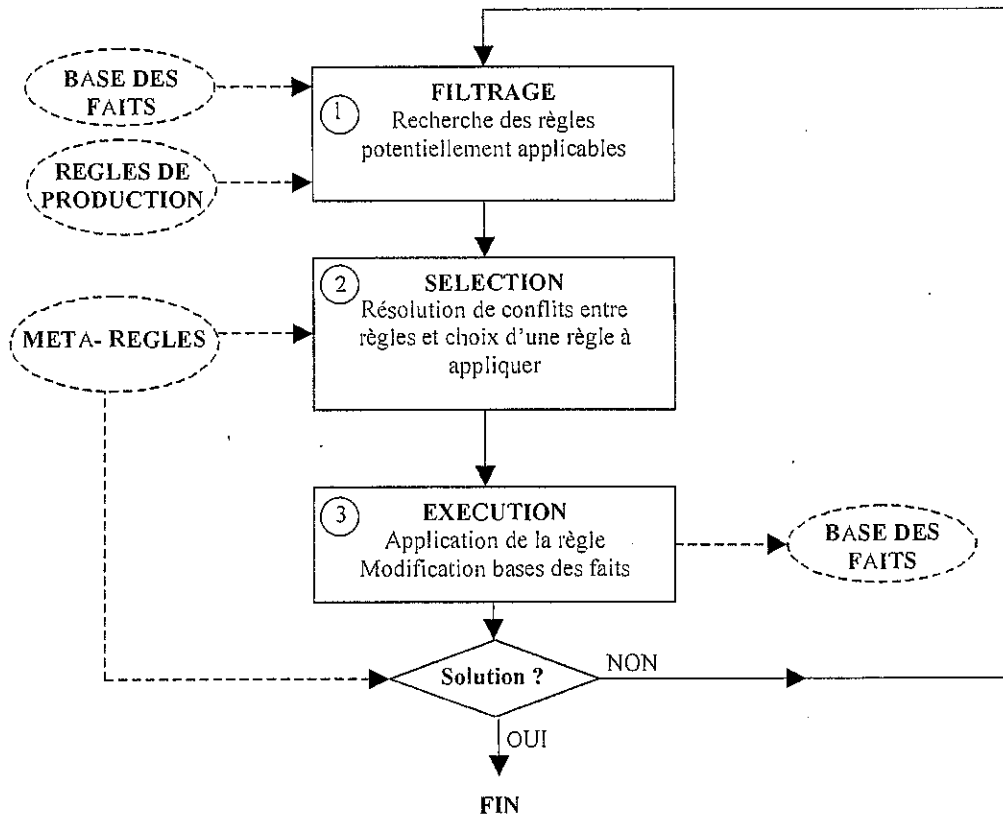 BASE DES
FAITS
REGLES DE
PRODUCTION
1
FILTRAGE
Recherche des règles
potentiellement applicables
META- REGLES
2
SELECTION
Résolution de conflits entre
règles et choix d'une règle à
appliquer
3
EXECUTION
Application de la règle
Modification bases des faits
BASE DES
FAITS
Solution ?
NON
OUI
FIN